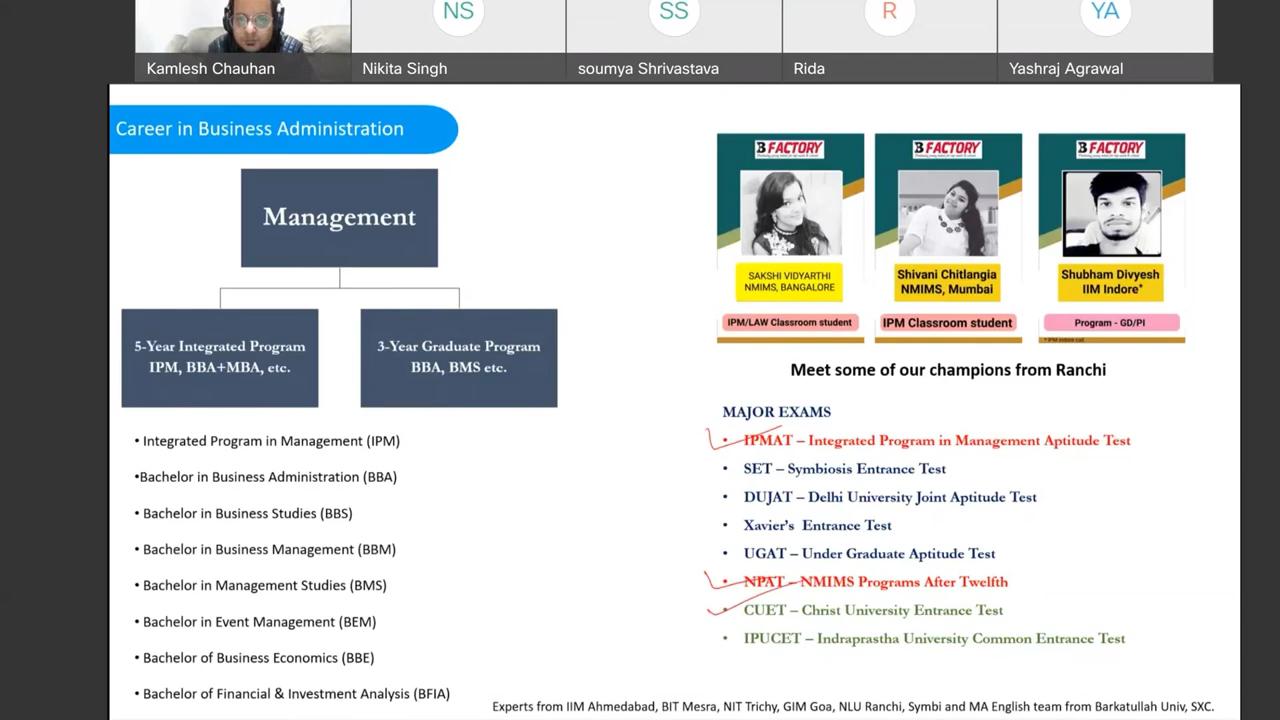 NS
SS
R
YA
Kamlesh Chauhan
Nikita Singh
soumya Shrivastava
Rida
Yashraj Agrawal
Career in Business Administration
Management
5-Year Integrated Program
IPM, BBA+MBA, etc.
3-Year Graduate Program
BBA, BMS etc.
• Integrated Program in Management (IPM)
•Bachelor in Business Administration (BBA)
• Bachelor in Business Studies (BBS)
• Bachelor in Business Management (BBM)
• Bachelor in Management Studies (BMS)
• Bachelor in Event Management (BEM)
• Bachelor of Business Economics (BBE)
• Bachelor of Financial & Investment Analysis (BFIA)
B FACTORY
SAKSHI VIDYARTHI
NMIMS, BANGALORE
IPM/LAW Classroom student
B FACTORY
Shivani Chitlangia
NMIMS, Mumbai
IPM Classroom student
B FACTORY
Shubham Divyesh
IIM Indore*
Program - GD/PI
Meet some of our champions from Ranchi
MAJOR EXAMS
• IPMAT – Integrated Program in Management Aptitude Test
• SET – Symbiosis Entrance Test
• DUJAT – Delhi University Joint Aptitude Test
• Xavier's Entrance Test
• UGAT – Under Graduate Aptitude Test
• NPAT – NMIMS Programs After Twelfth
• CUET – Christ University Entrance Test
• IPUCET – Indraprastha University Common Entrance Test
Experts from IIM Ahmedabad, BIT Mesra, NIT Trichy, GIM Goa, NLU Ranchi, Symbi and MA English team from Barkatullah Univ, SXC.